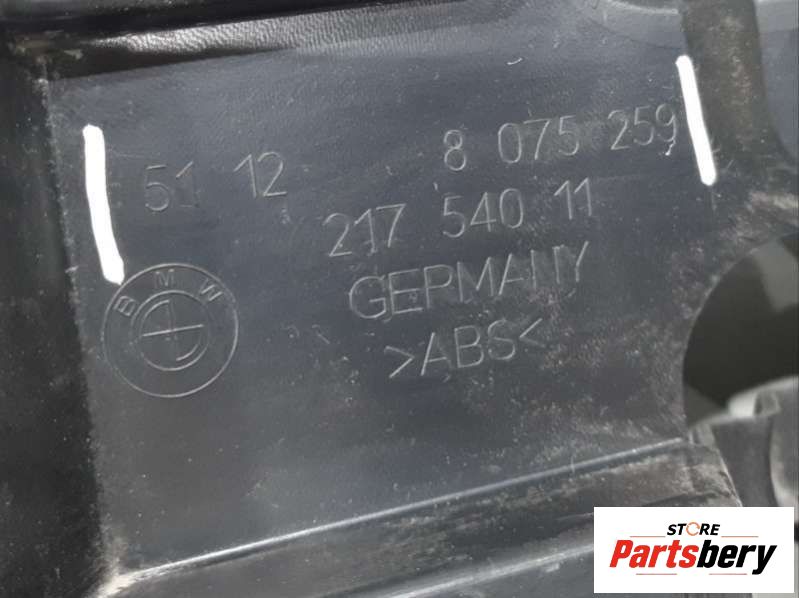 51 12 8 075 259
217 540 11
GERMANY
>ABS<
BMW
STORE
Partsbery